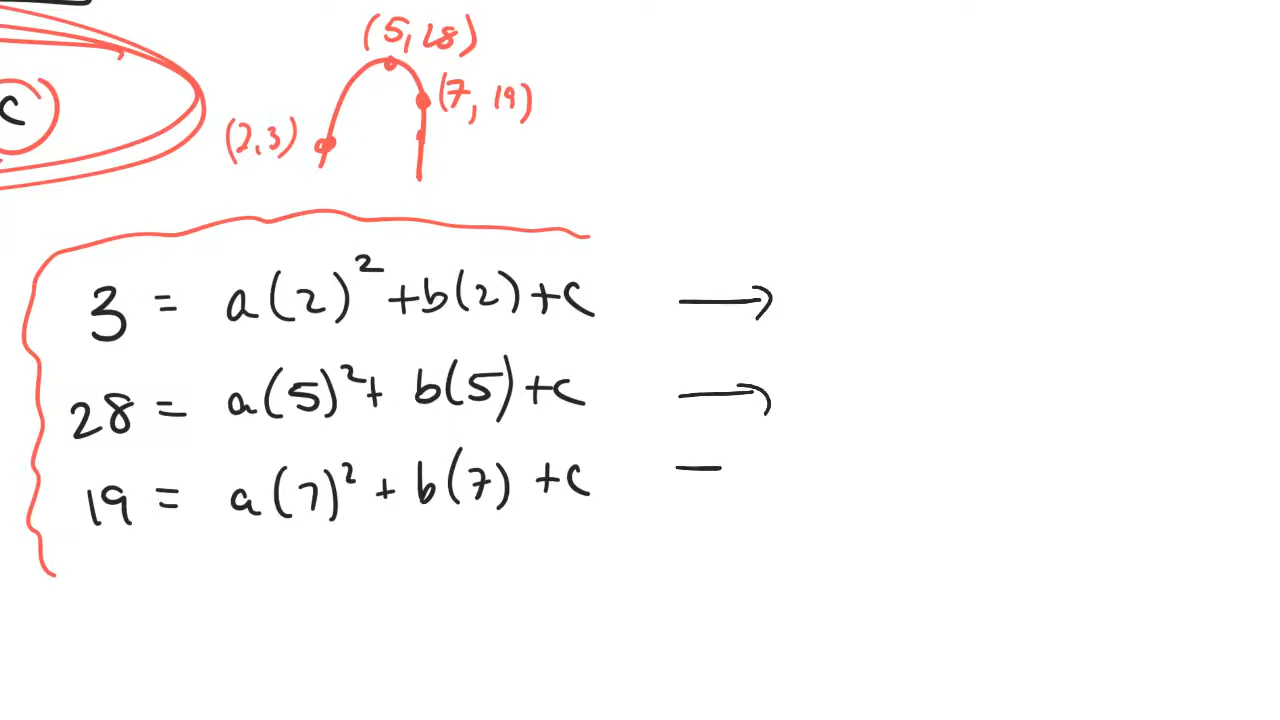 (5,28)
C
(7, 19)
(2,3)
3 = a(2)² + b(2) + c →
28 = a(5)² + b(5) + c →
19 = a(7)² + b(7) + c —